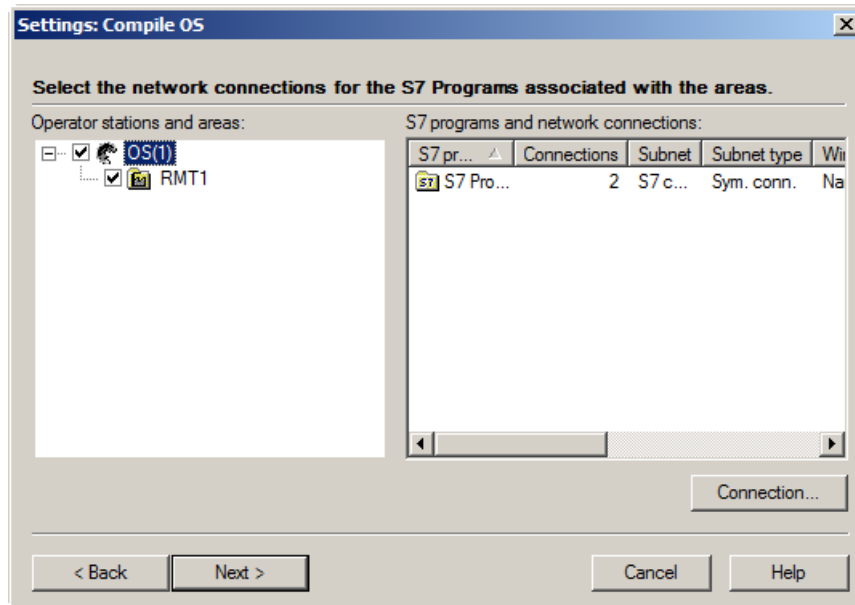 Settings: Compile OS
Select the network connections for the S7 Programs associated with the areas.
Operator stations and areas:
OS(1)
RMT1
S7 programs and network connections:
S7 pr... Connections Subnet Subnet type Wi
S7 Pro... 2 S7 c... Sym. conn. Na
Connection...
< Back Next > Cancel Help